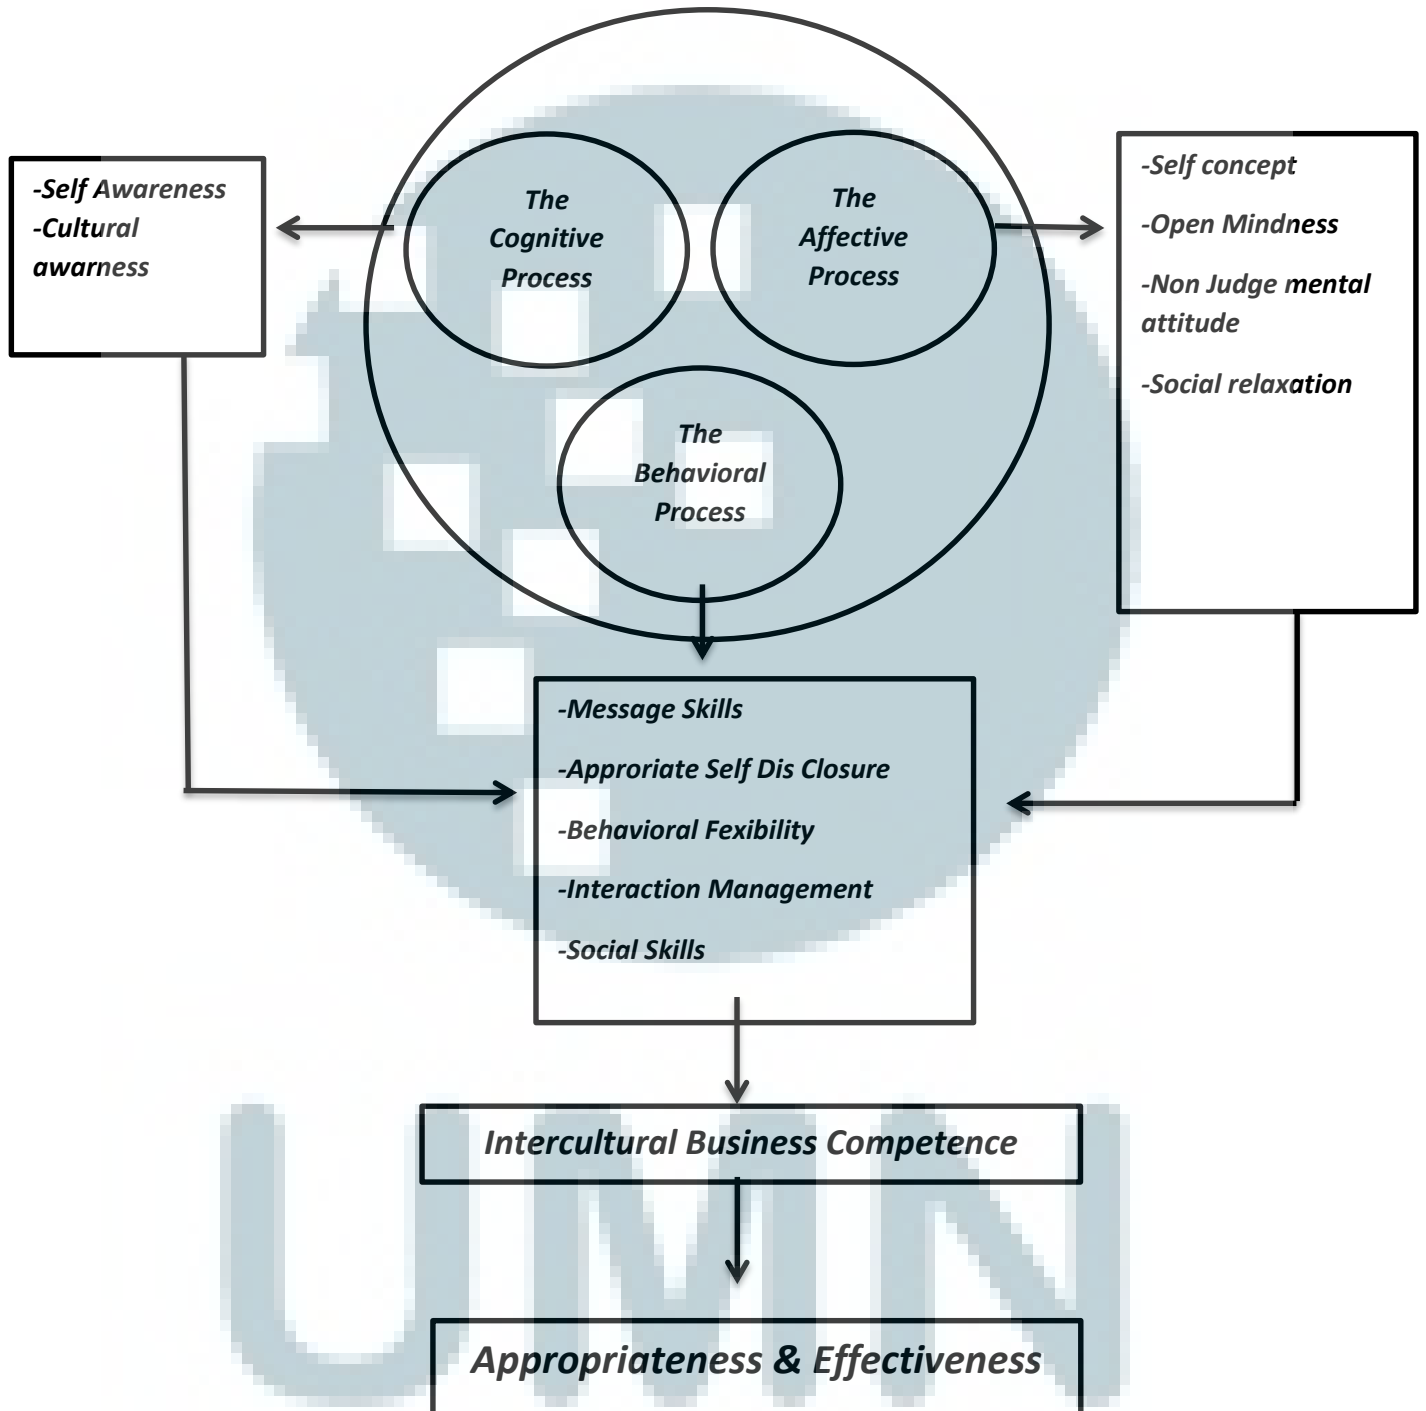 -Self Awareness
-Cultural
awarness
The
Cognitive
Process
The
Affective
Process
-Self concept
-Open Mindness
-Non Judge mental
attitude
-Social relaxation
The
Behavioral
Process
-Message Skills
-Approriate Self Dis Closure
-Behavioral Fexibility
-Interaction Management
-Social Skills
Intercultural Business Competence
Appropriateness & Effectiveness
UMN